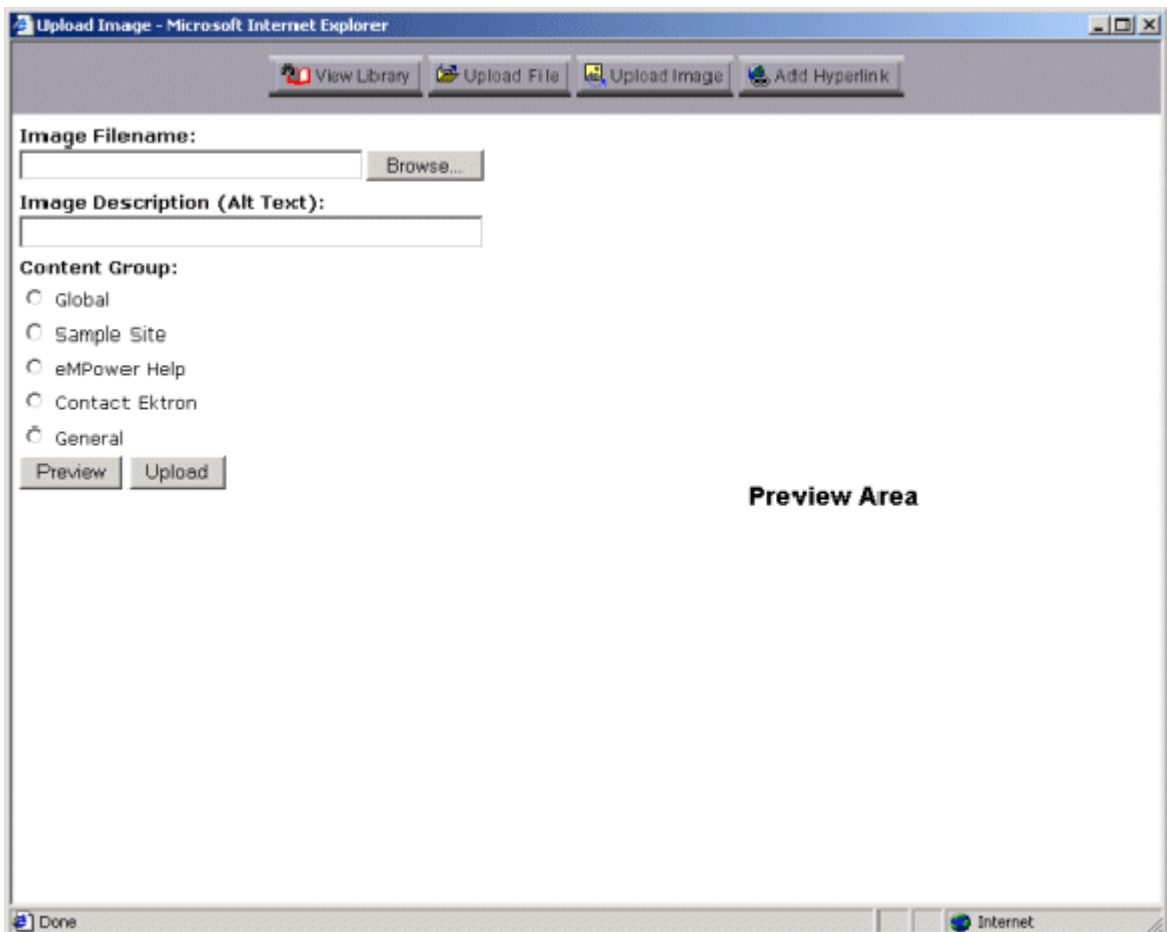 Upload Image - Microsoft Internet Explorer
View Library Upload File Upload Image Add Hyperlink
Image Filename:
Browse...
Image Description (Alt Text):
Content Group:
Global
Sample Site
eMPower Help
Contact Ektron
General
Preview Upload
Preview Area
Done Internet